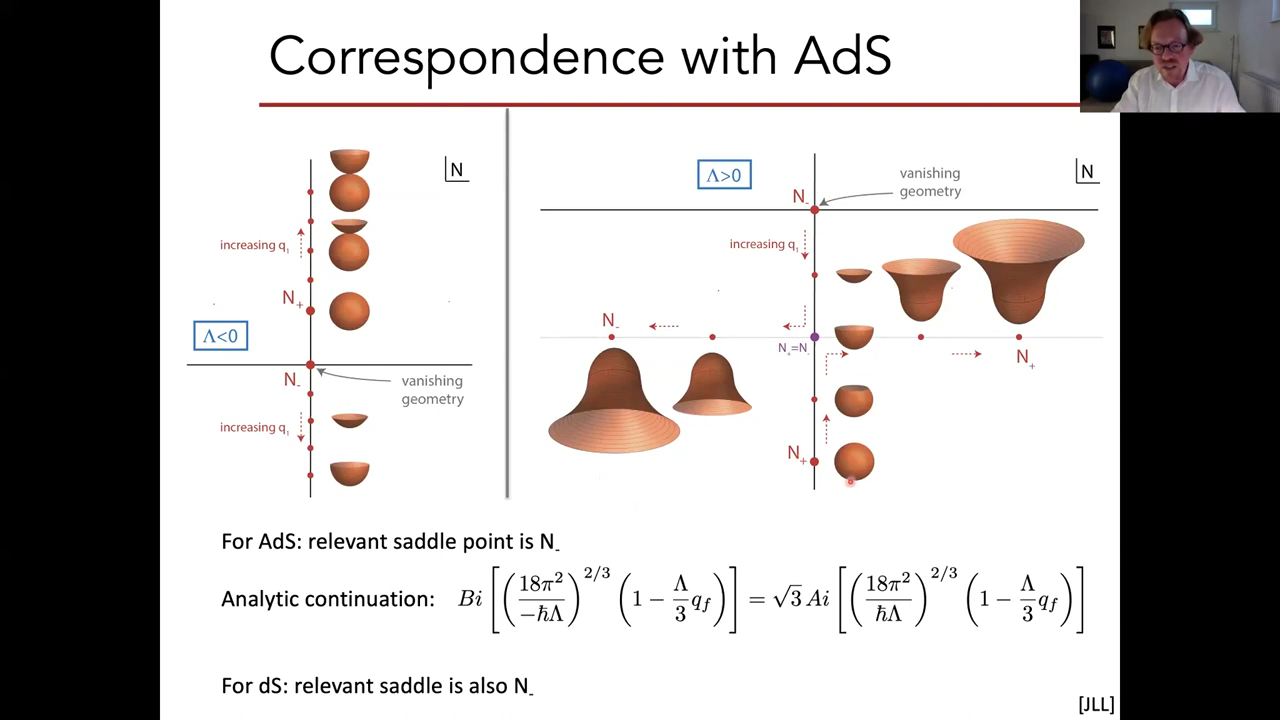 Correspondence with AdS
N
Λ>0
vanishing
geometry
N
N-
increasing q₁
increasing q₁
N+
Λ<0
N-
N-
N+=N
N+
vanishing
geometry
increasing q₁
N+
For AdS: relevant saddle point is N-
Analytic continuation: Bi[(18π²/-ħΛ)^{2/3} (1 - Λ/3 q_f)] = √3 Ai[(18π²/ħΛ)^{2/3} (1 - Λ/3 q_f)]
For dS: relevant saddle is also N-
[JLL]